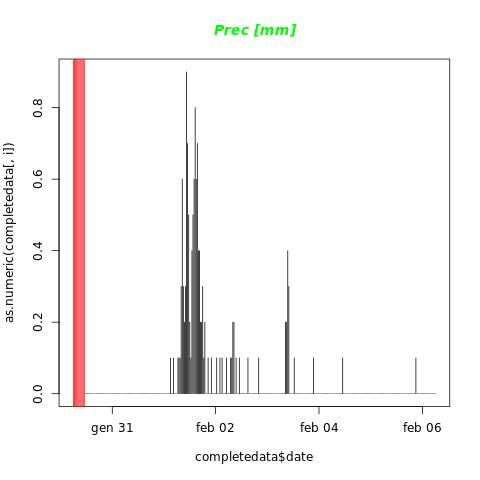 Prec [mm]
as.numeric(completedata[, i])
0.8
0.6
0.4
0.2
0.0
gen 31
feb 02
feb 04
feb 06
completedata$date